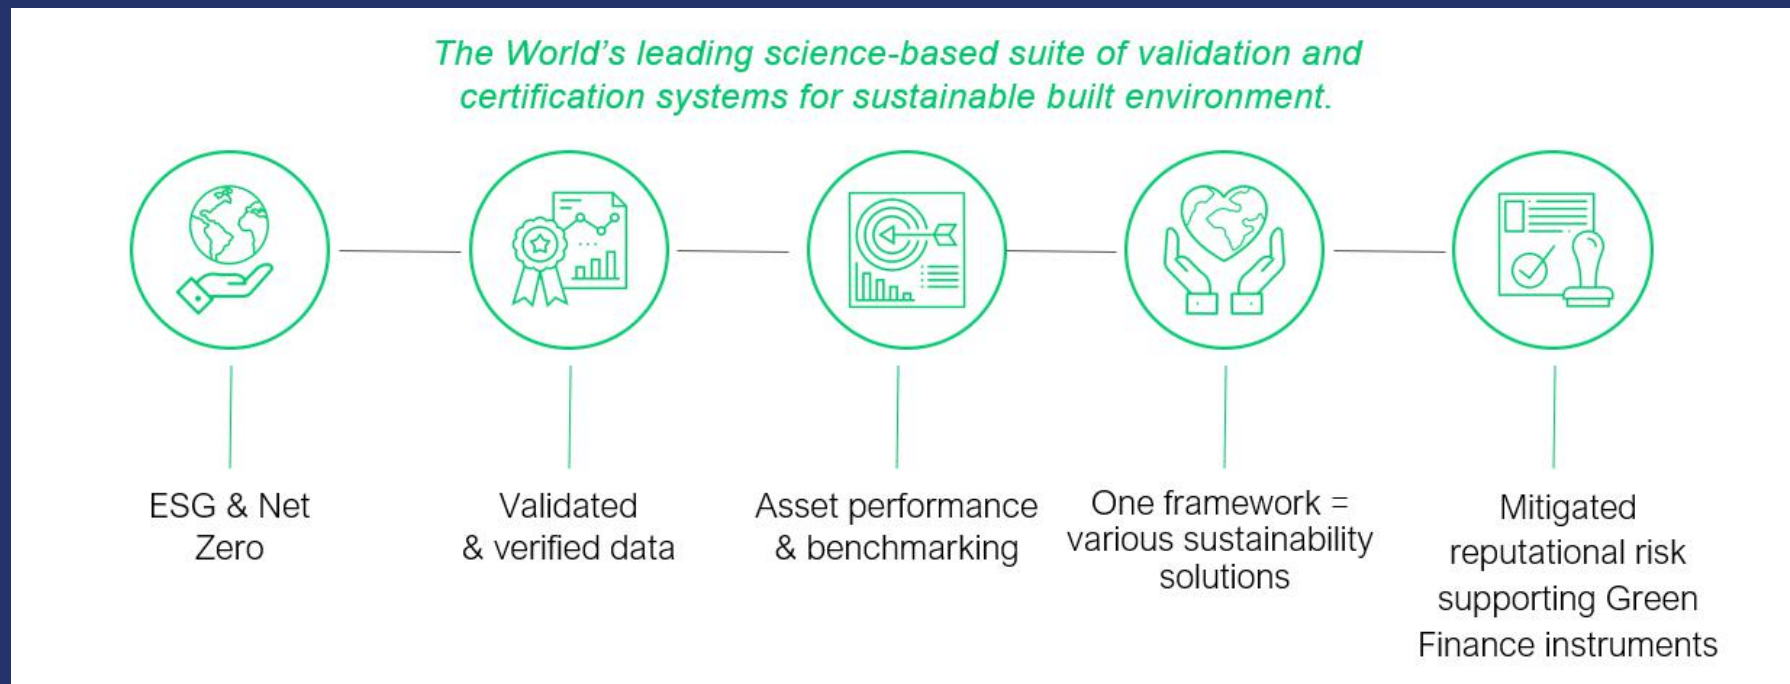 The World's leading science-based suite of validation and
certification systems for sustainable built environment.
ESG & Net
Zero
Validated
& verified data
Asset performance
& benchmarking
One framework =
various sustainability
solutions
Mitigated
reputational risk
supporting Green
Finance instruments